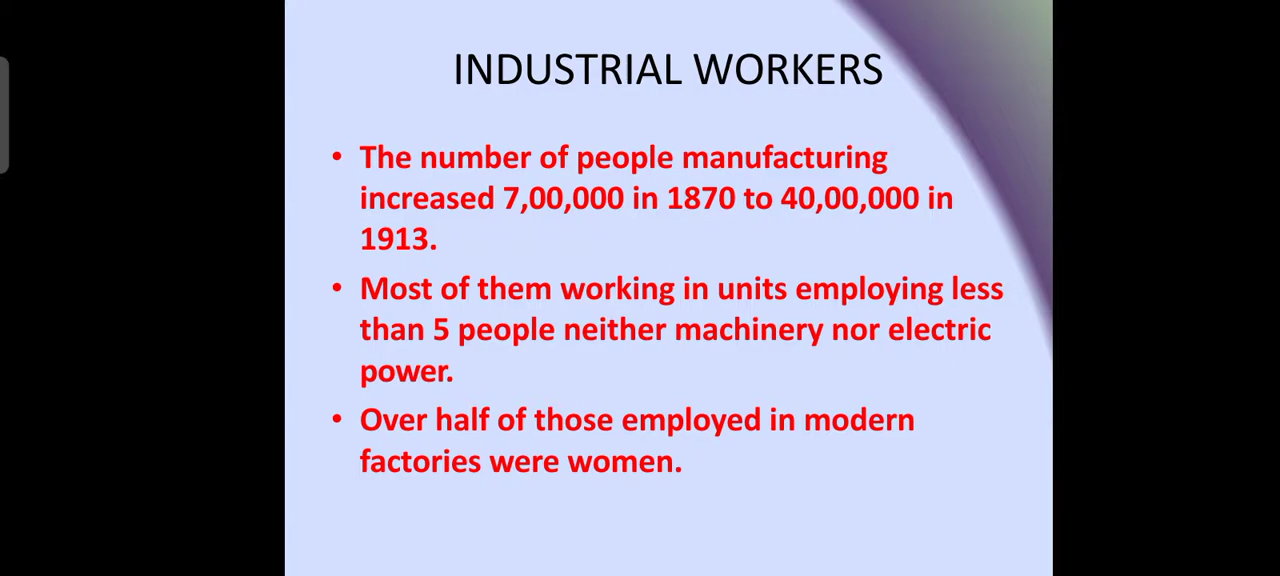 INDUSTRIAL WORKERS
• The number of people manufacturing
increased 7,00,000 in 1870 to 40,00,000 in
1913.
• Most of them working in units employing less
than 5 people neither machinery nor electric
power.
• Over half of those employed in modern
factories were women.